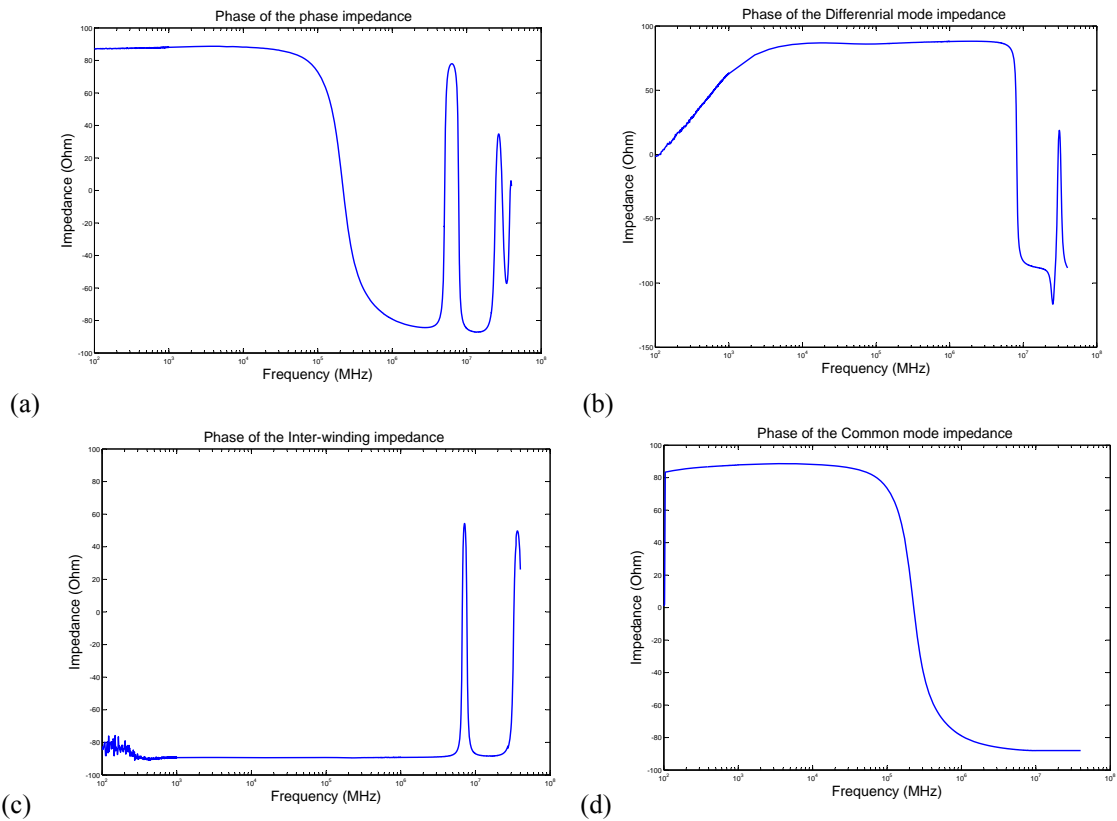 Phase of the phase impedance
100
80
60
40
20
0
-20
-40
-60
-80
-100
Impedance (Ohm)
10^2 10^3 10^4 10^5 10^6 10^7 10^8
Frequency (MHz)
(a)
Phase of the Differenrial mode impedance
100
50
0
-50
-100
-150
Impedance (Ohm)
10^2 10^3 10^4 10^5 10^6 10^7 10^8
Frequency (MHz)
(b)
Phase of the Inter-winding impedance
100
80
60
40
20
0
-20
-40
-60
-80
-100
Impedance (Ohm)
10^2 10^3 10^4 10^5 10^6 10^7 10^8
Frequency (MHz)
(c)
Phase of the Common mode impedance
100
80
60
40
20
0
-20
-40
-60
-80
-100
Impedance (Ohm)
10^2 10^3 10^4 10^5 10^6 10^7 10^8
Frequency (MHz)
(d)